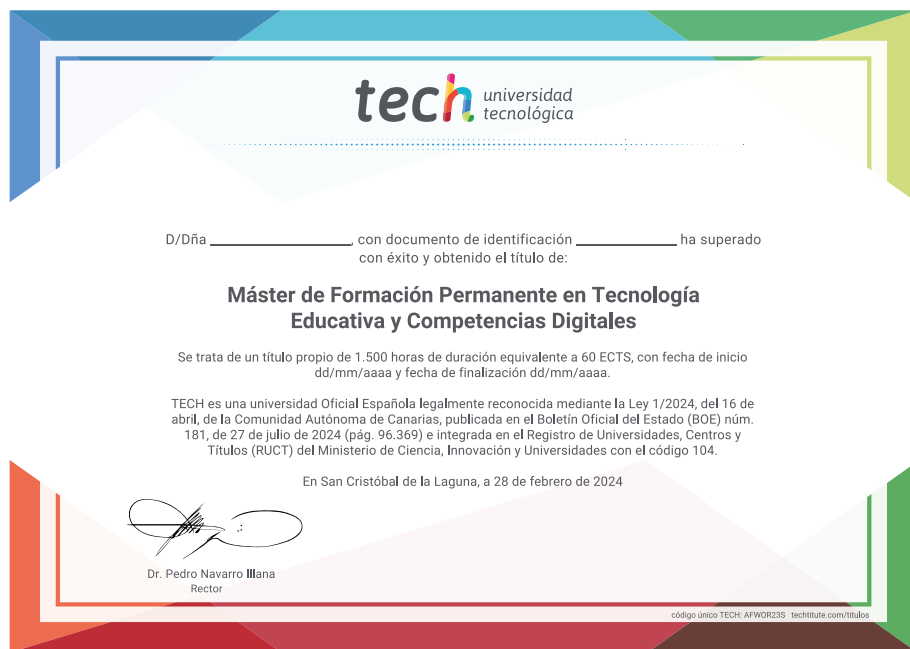 tech universidad
tecnológica
D/Dña ________________, con documento de identificación ____________ ha superado
con éxito y obtenido el título de:
Máster de Formación Permanente en Tecnología
Educativa y Competencias Digitales
Se trata de un título propio de 1.500 horas de duración equivalente a 60 ECTS, con fecha de inicio
dd/mm/aaaa y fecha de finalización dd/mm/aaaa.
TECH es una universidad Oficial Española legalmente reconocida mediante la Ley 1/2024, del 16 de
abril, de la Comunidad Autónoma de Canarias, publicada en el Boletín Oficial del Estado (BOE) núm.
181, de 27 de julio de 2024 (pág. 96.369) e integrada en el Registro de Universidades, Centros y
Títulos (RUCT) del Ministerio de Ciencia, Innovación y Universidades con el código 104.
En San Cristóbal de la Laguna, a 28 de febrero de 2024
Dr. Pedro Navarro Illana
Rector
código único TECH: AFWOR23S techtitute.com/titulos